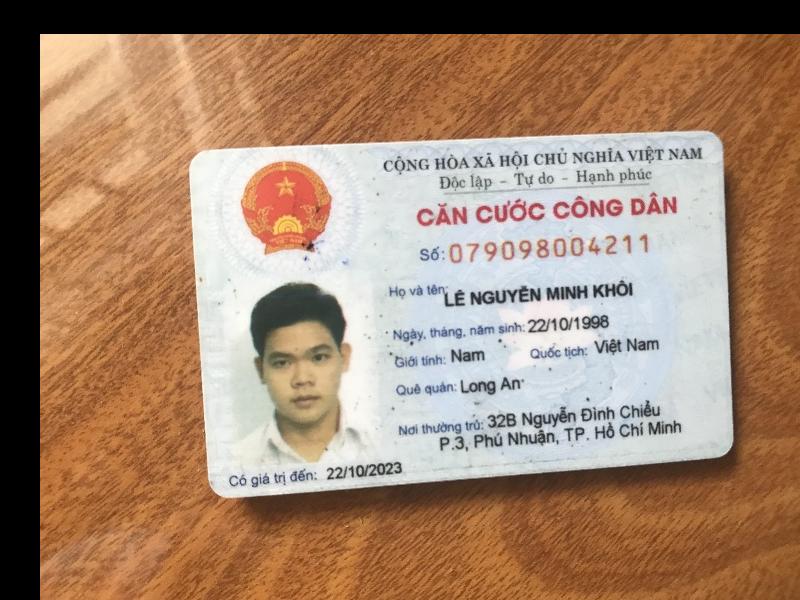 CỘNG HÒA XÃ HỘI CHỦ NGHĨA VIỆT NAM
Độc lập - Tự do - Hạnh phúc
CĂN CƯỚC CÔNG DÂN
Số: 079098004211
Họ và tên: LÊ NGUYỄN MINH KHÔI
Ngày, tháng, năm sinh: 22/10/1998
Giới tính: Nam Quốc tịch: Việt Nam
Quê quán: Long An
Nơi thường trú: 32B Nguyễn Đình Chiểu
P.3, Phú Nhuận, TP. Hồ Chí Minh
Có giá trị đến: 22/10/2023